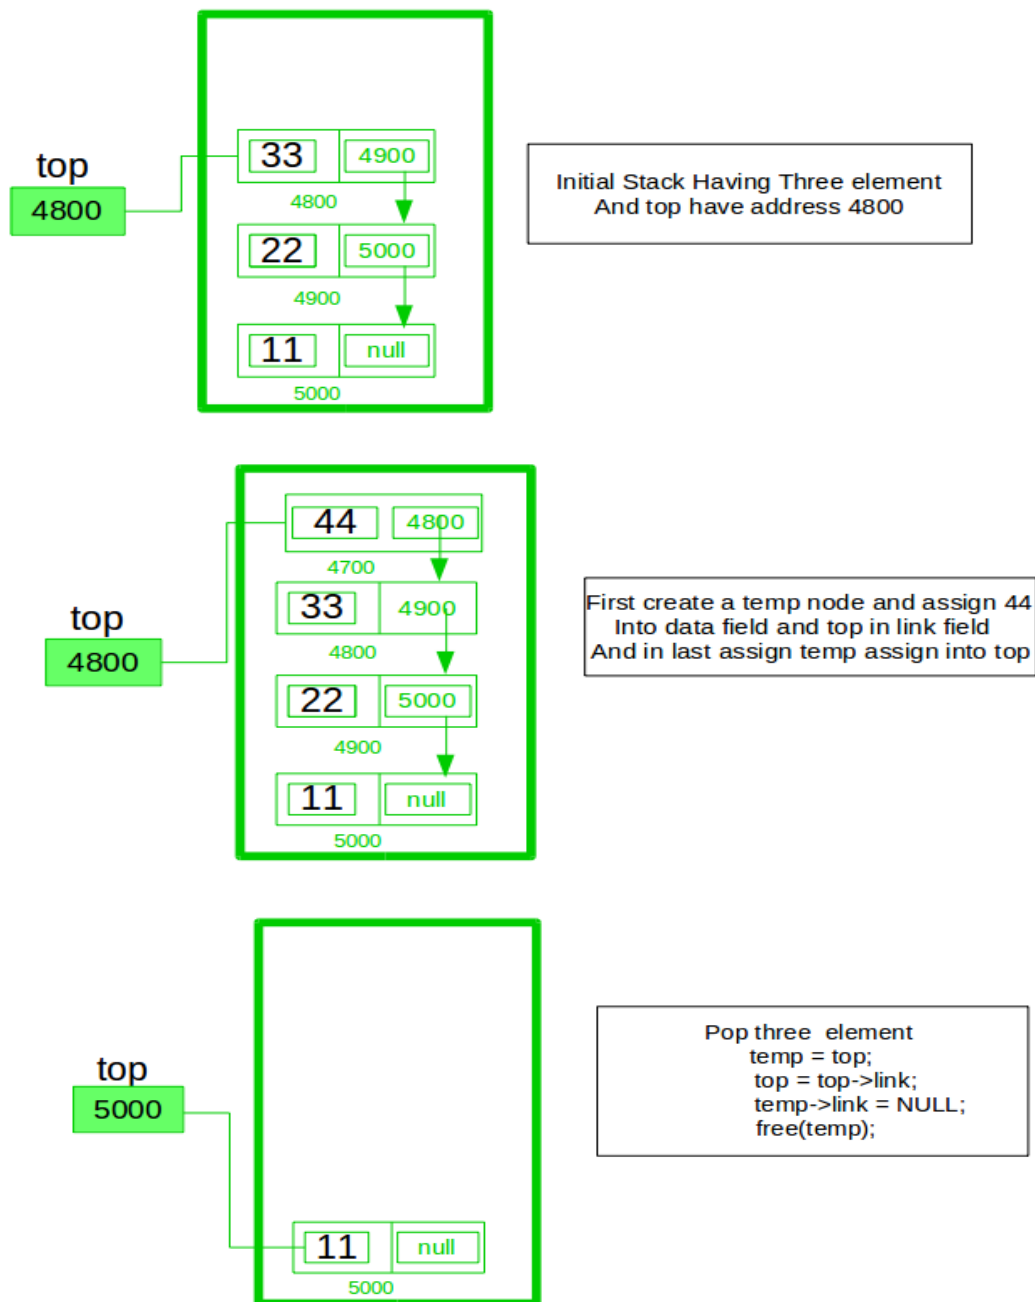 top
4800
33 4900
4800
22 5000
4900
11 null
5000
Initial Stack Having Three element
And top have address 4800
top
4800
44 4800
4700
33 4900
4800
22 5000
4900
11 null
5000
First create a temp node and assign 44
Into data field and top in link field
And in last assign temp assign into top
top
5000
11 null
5000
Pop three element
temp = top;
top = top->link;
temp->link = NULL;
free(temp);